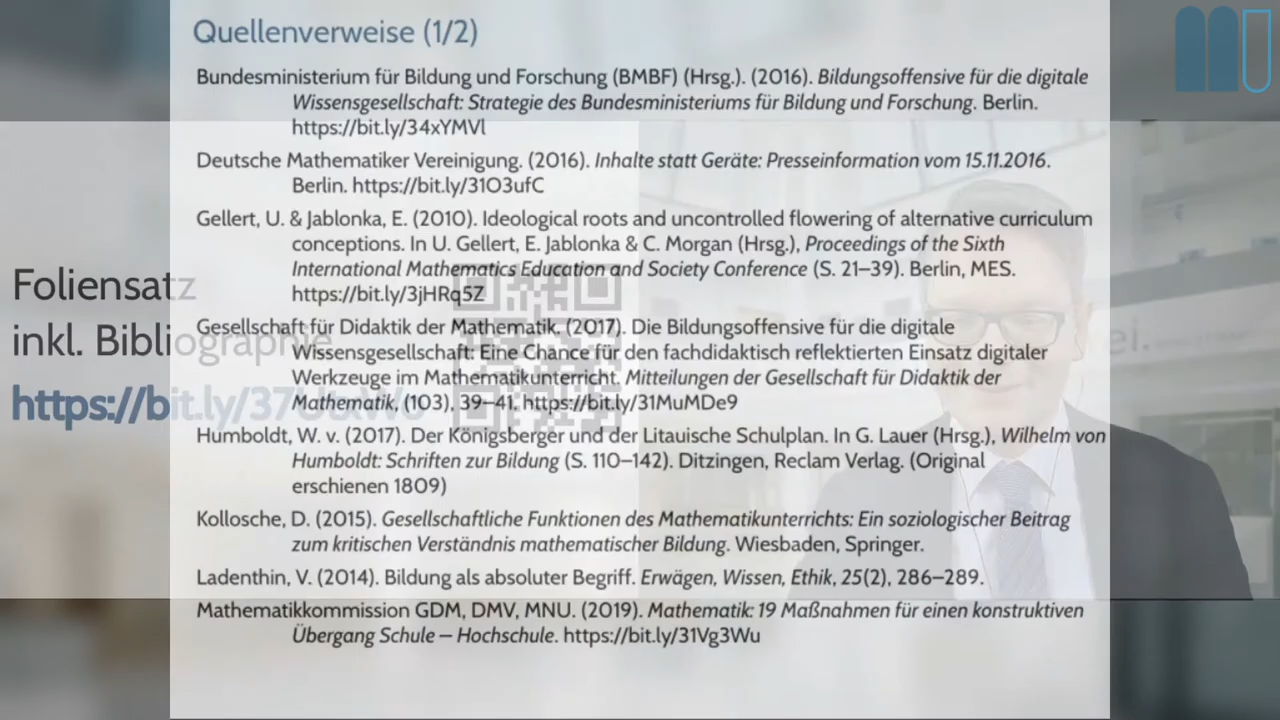 Quellenverweise (1/2)
Bundesministerium für Bildung und Forschung (BMBF) (Hrsg.). (2016). Bildungsoffensive für die digitale
Wissensgesellschaft: Strategie des Bundesministeriums für Bildung und Forschung. Berlin.
https://bit.ly/34xYMVl
Deutsche Mathematiker Vereinigung. (2016). Inhalte statt Geräte: Presseinformation vom 15.11.2016.
Berlin. https://bit.ly/31O3ufC
Gellert, U. & Jablonka, E. (2010). Ideological roots and uncontrolled flowering of alternative curriculum
conceptions. In U. Gellert, E. Jablonka & C. Morgan (Hrsg.), Proceedings of the Sixth
International Mathematics Education and Society Conference (S. 21–39). Berlin, MES.
https://bit.ly/3jHRq5Z
Gesellschaft für Didaktik der Mathematik. (2017). Die Bildungsoffensive für die digitale
Wissensgesellschaft: Eine Chance für den fachdidaktisch reflektierten Einsatz digitaler
Werkzeuge im Mathematikunterricht. Mitteilungen der Gesellschaft für Didaktik der
Mathematik, (103), 39–41. https://bit.ly/31MuMDe9
Humboldt, W. v. (2017). Der Königsberger und der Litauische Schulplan. In G. Lauer (Hrsg.), Wilhelm von
Humboldt: Schriften zur Bildung (S. 110–142). Ditzingen, Reclam Verlag. (Original
erschienen 1809)
Kollosche, D. (2015). Gesellschaftliche Funktionen des Mathematikunterrichts: Ein soziologischer Beitrag
zum kritischen Verständnis mathematischer Bildung. Wiesbaden, Springer.
Ladenthin, V. (2014). Bildung als absoluter Begriff. Erwägen, Wissen, Ethik, 25(2), 286–289.
Mathematikkommission GDM, DMV, MNU. (2019). Mathematik: 19 Maßnahmen für einen konstruktiven
Übergang Schule – Hochschule. https://bit.ly/31Vg3Wu
Foliensatz
inkl. Bibliographie